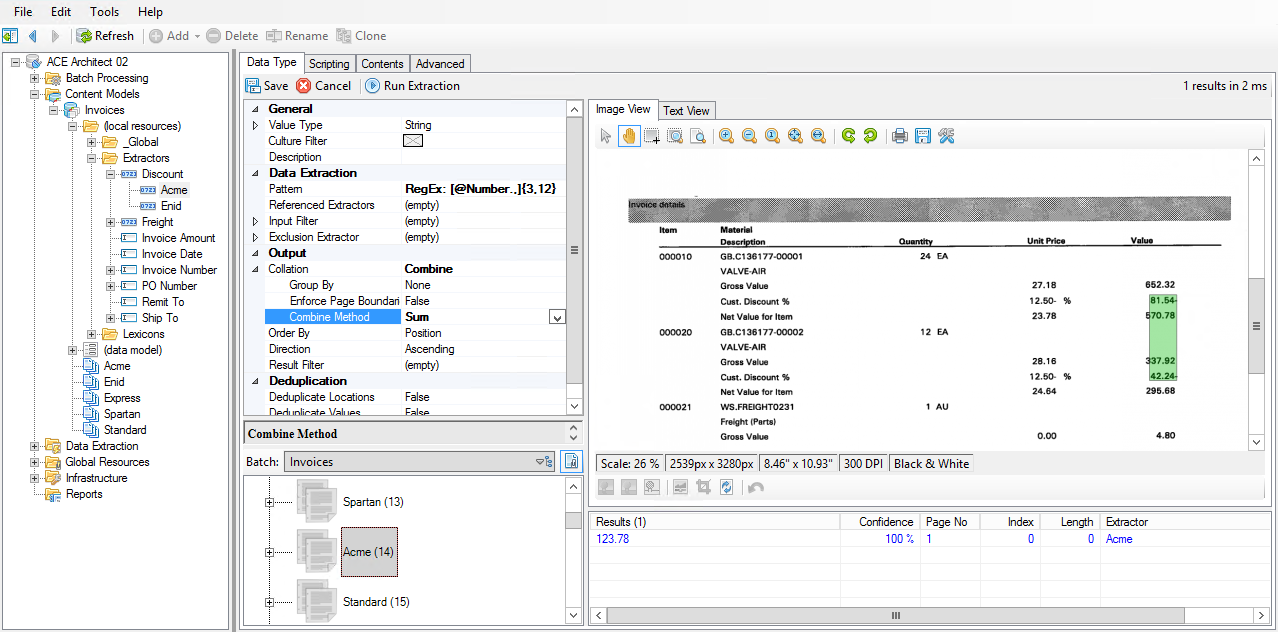 File Edit Tools Help
Refresh Add Delete Rename Clone
ACE Architect 02
Batch Processing
Content Models
Invoices
(local resources)
_Global
Extractors
Discount
Acme
Enid
Freight
Invoice Amount
Invoice Date
Invoice Number
PO Number
Remit To
Ship To
Lexicons
(data model)
Acme
Enid
Express
Spartan
Standard
Data Extraction
Global Resources
Infrastructure
Reports
Data Type Scripting Contents Advanced
Save Cancel Run Extraction 1 results in 2 ms
General
Value Type String
Culture Filter
Description
Data Extraction
Pattern RegEx: [@Number.,]{3,12}
Referenced Extractors (empty)
Input Filter (empty)
Exclusion Extractor (empty)
Output
Collation Combine
Group By None
Enforce Page Boundari False
Combine Method Sum
Order By Position
Direction Ascending
Result Filter (empty)
Deduplication
Deduplicate Locations False
Deduplicate Values False
Combine Method
Batch: Invoices
Spartan (13)
Acme (14)
Standard (15)
Image View Text View
Invoice details
Item Material Description Quantity Unit Price Value
000010 GB.C136177-00001 24 EA
VALVE-AIR
Gross Value 27.18 652.32
Cust. Discount % 12.50- % 81.54-
Net Value for Item 23.78 570.78
000020 GB.C136177-00002 12 EA
VALVE-AIR
Gross Value 28.16 337.92
Cust. Discount % 12.50- % 42.24-
Net Value for Item 24.64 295.68
000021 WS.FREIGHT0231 1 AU
Freight (Parts)
Gross Value 0.00 4.80
Scale: 26 % 2539px x 3280px 8.46" x 10.93" 300 DPI Black & White
Results (1) Confidence Page No Index Length Extractor
123.78 100 % 1 0 0 Acme